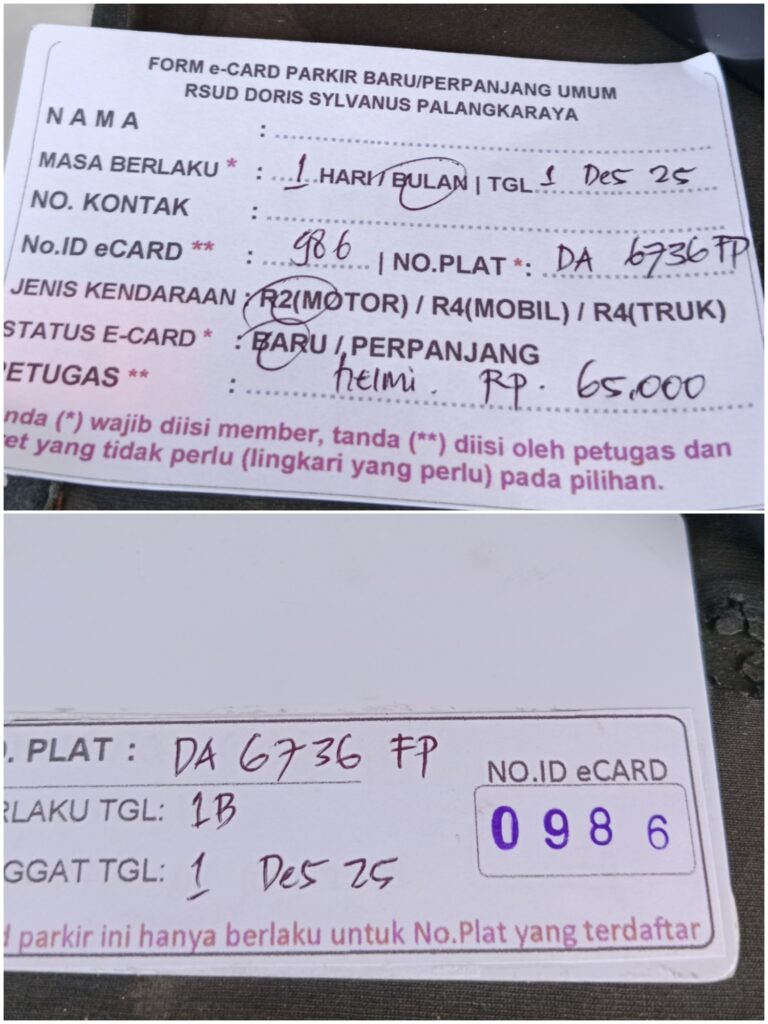 FORM e-CARD PARKIR BARU/PERPANJANG UMUM
RSUD DORIS SYLVANUS PALANGKARAYA
NAMA :
MASA BERLAKU * : 1 HARI / BULAN | TGL 1 Des 25
NO. KONTAK :
No.ID eCARD ** : 986 | NO.PLAT *: DA 6736 FP
JENIS KENDARAAN : R2(MOTOR) / R4(MOBIL) / R4(TRUK)
STATUS E-CARD * : BARU / PERPANJANG
ETUGAS ** : helmi. Rp. 65.000
nda (*) wajib diisi member, tanda (**) diisi oleh petugas dan
ret yang tidak perlu (lingkari yang perlu) pada pilihan.
. PLAT : DA 6736 FP
NO.ID eCARD
RLAKU TGL: 1B
0986
GGAT TGL: 1 Des 25
d parkir ini hanya berlaku untuk No.Plat yang terdaftar